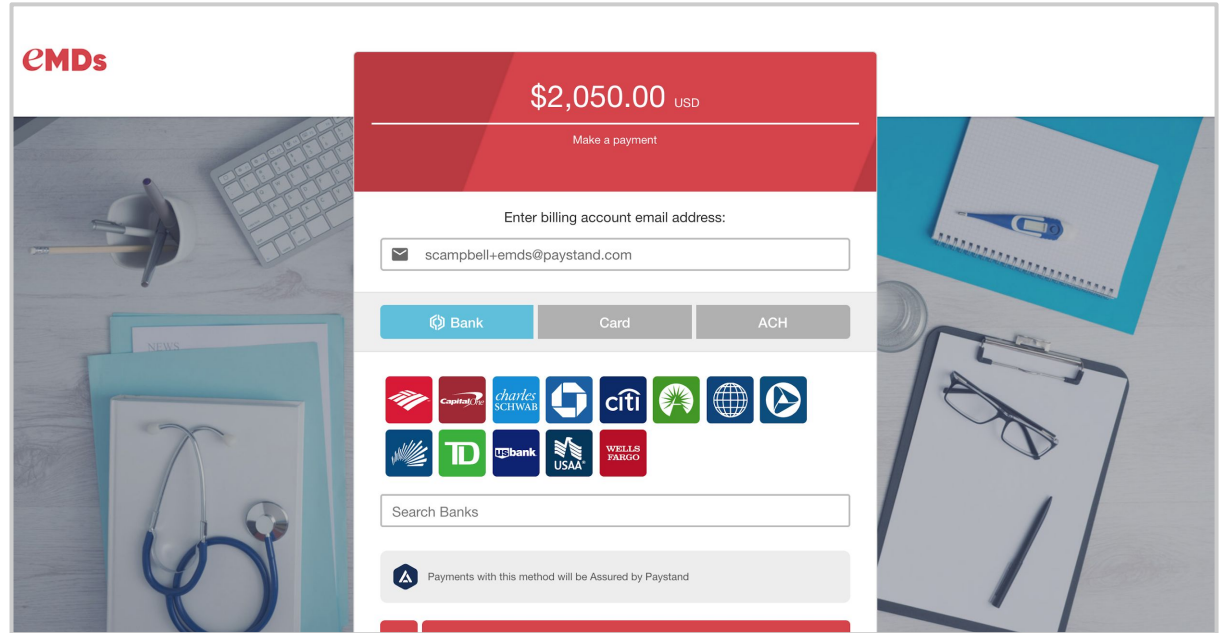 eMDs
$2,050.00 USD
Make a payment
Enter billing account email address:
scampbell+emds@paystand.com
Bank Card ACH
NEWS
Capital One charles SCHWAB citi
TD usbank USAA WELLS FARGO
Search Banks
Payments with this method will be Assured by Paystand